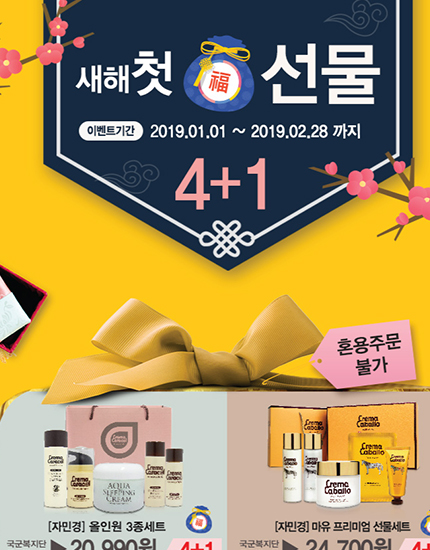 새해 첫 福 선물
이벤트기간 2019.01.01 ~ 2019.02.28 까지
4+1
혼용주문
불가
Crema
Caballo
AQUA
SLEEPING
CREAM
Crema
Caballo
[자민경] 올인원 3종세트
[자민경] 마유 프리미엄 선물세트
국군복지단 ▶20,990원 福 4+1
국군복지단 ▶24,700원 4